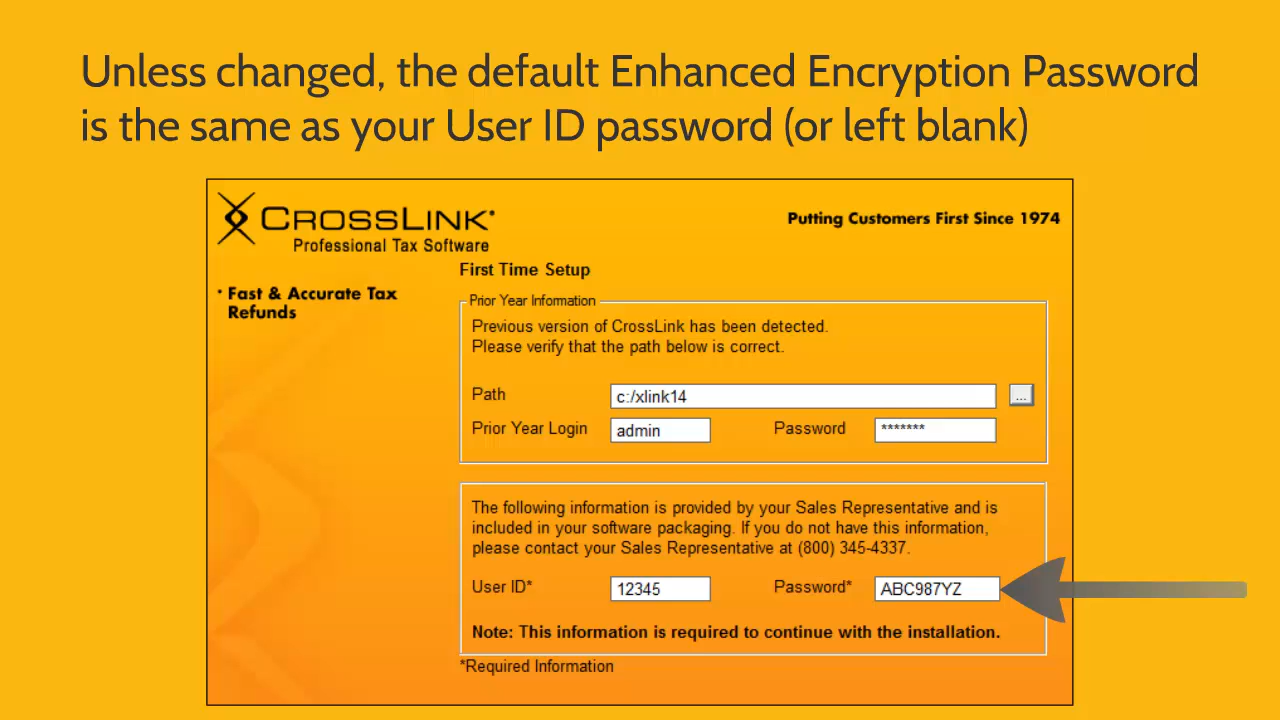 Unless changed, the default Enhanced Encryption Password
is the same as your User ID password (or left blank)
CROSSLINK
Professional Tax Software
Putting Customers First Since 1974
• Fast & Accurate Tax
Refunds
First Time Setup
Prior Year Information
Previous version of CrossLink has been detected.
Please verify that the path below is correct.
Path c:/xlink14 ...
Prior Year Login admin Password *******
The following information is provided by your Sales Representative and is
included in your software packaging. If you do not have this information,
please contact your Sales Representative at (800) 345-4337.
User ID* 12345 Password* ABC987YZ
Note: This information is required to continue with the installation.
*Required Information